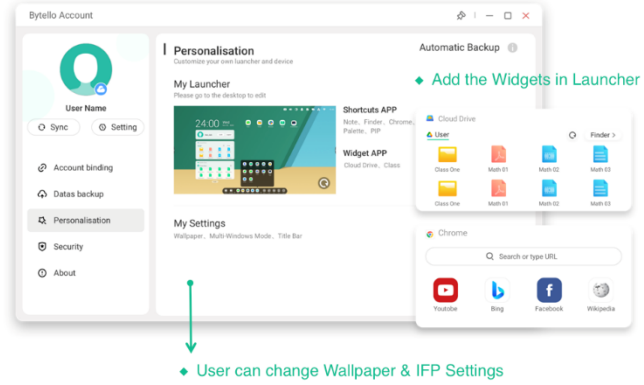 Bytello Account
User Name
Sync
Setting
Account binding
Datas backup
Personalisation
Security
About
Personalisation
Customize your own luancher and device
Automatic Backup
My Launcher
Please go to the desktop to edit
24:00
Shortcuts APP
Note、Finder、Chrome、
Palette、PIP
Widget APP
Cloud Drive、Class
My Settings
Wallpaper、Multi-Windows Mode、Title Bar
Add the Widgets in Launcher
Cloud Drive
User
Finder >
Class One
Math 01
Math 02
Math 03
Class One
Math 01
Math 02
Math 03
Chrome
Search or type URL
Youtube
Bing
Facebook
Wikipedia
User can change Wallpaper & IFP Settings